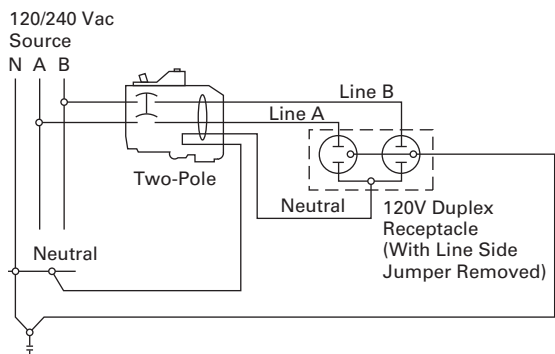 120/240 Vac
Source
N A B
Line B
Line A
Two-Pole
Neutral
120V Duplex
Receptacle
(With Line Side
Jumper Removed)
Neutral